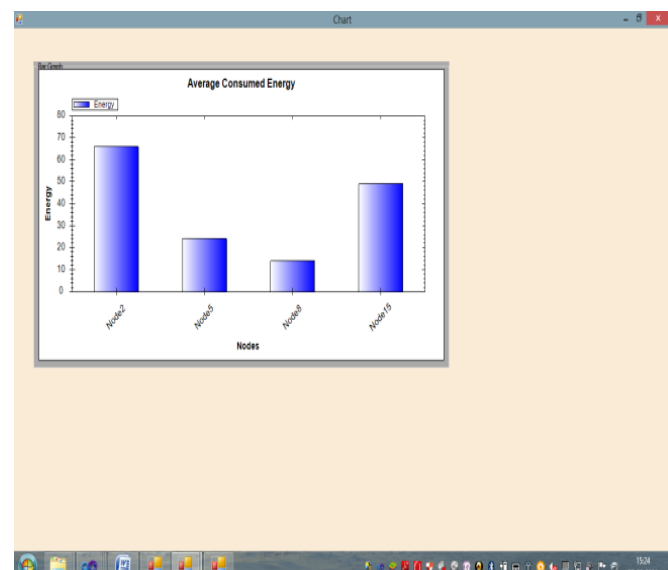 Chart
Bar Graph
Average Consumed Energy
Energy
80
70
60
50
40
30
20
10
0
Energy
Node2
Node5
Node8
Node15
Nodes
15:24